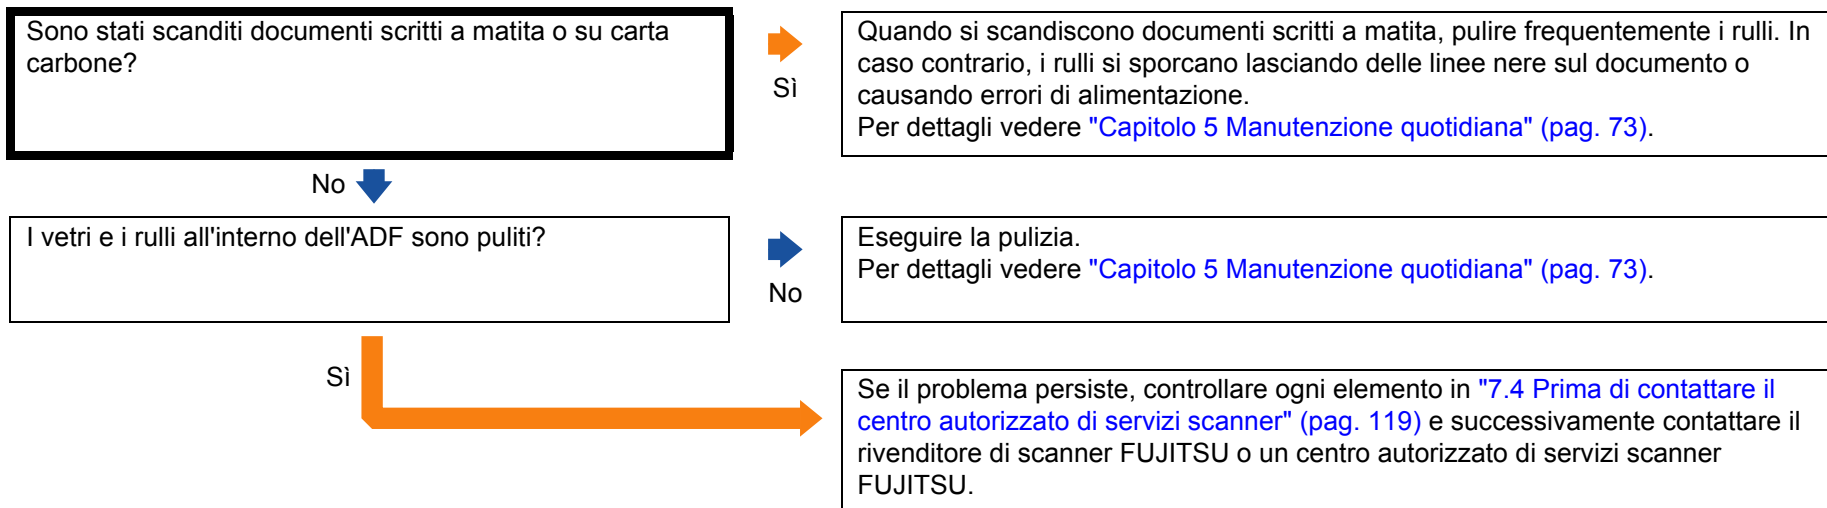 Sono stati scanditi documenti scritti a matita o su carta
carbone?
Sì
Quando si scandiscono documenti scritti a matita, pulire frequentemente i rulli. In
caso contrario, i rulli si sporcano lasciando delle linee nere sul documento o
causando errori di alimentazione.
Per dettagli vedere "Capitolo 5 Manutenzione quotidiana" (pag. 73).
No
I vetri e i rulli all'interno dell'ADF sono puliti?
No
Eseguire la pulizia.
Per dettagli vedere "Capitolo 5 Manutenzione quotidiana" (pag. 73).
Sì
Se il problema persiste, controllare ogni elemento in "7.4 Prima di contattare il
centro autorizzato di servizi scanner" (pag. 119) e successivamente contattare il
rivenditore di scanner FUJITSU o un centro autorizzato di servizi scanner
FUJITSU.